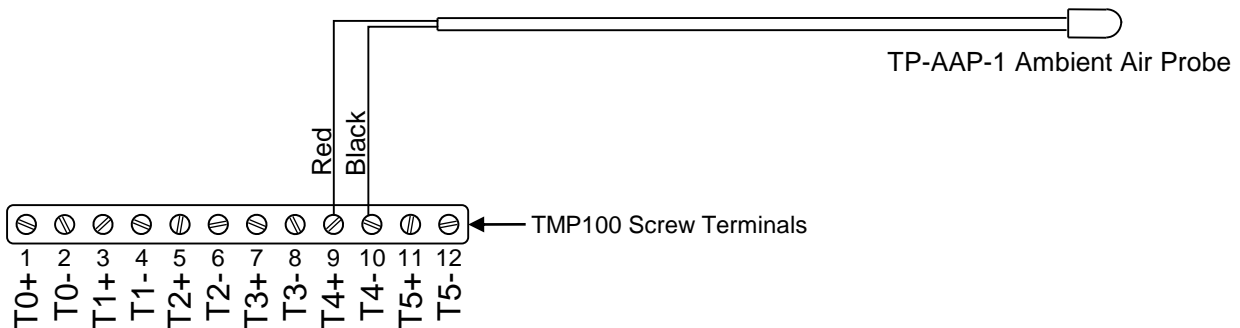 TP-AAP-1 Ambient Air Probe
Red
Black
TMP100 Screw Terminals
1 2 3 4 5 6 7 8 9 10 11 12
T0+ T0- T1+ T1- T2+ T2- T3+ T3- T4+ T4- T5+ T5-